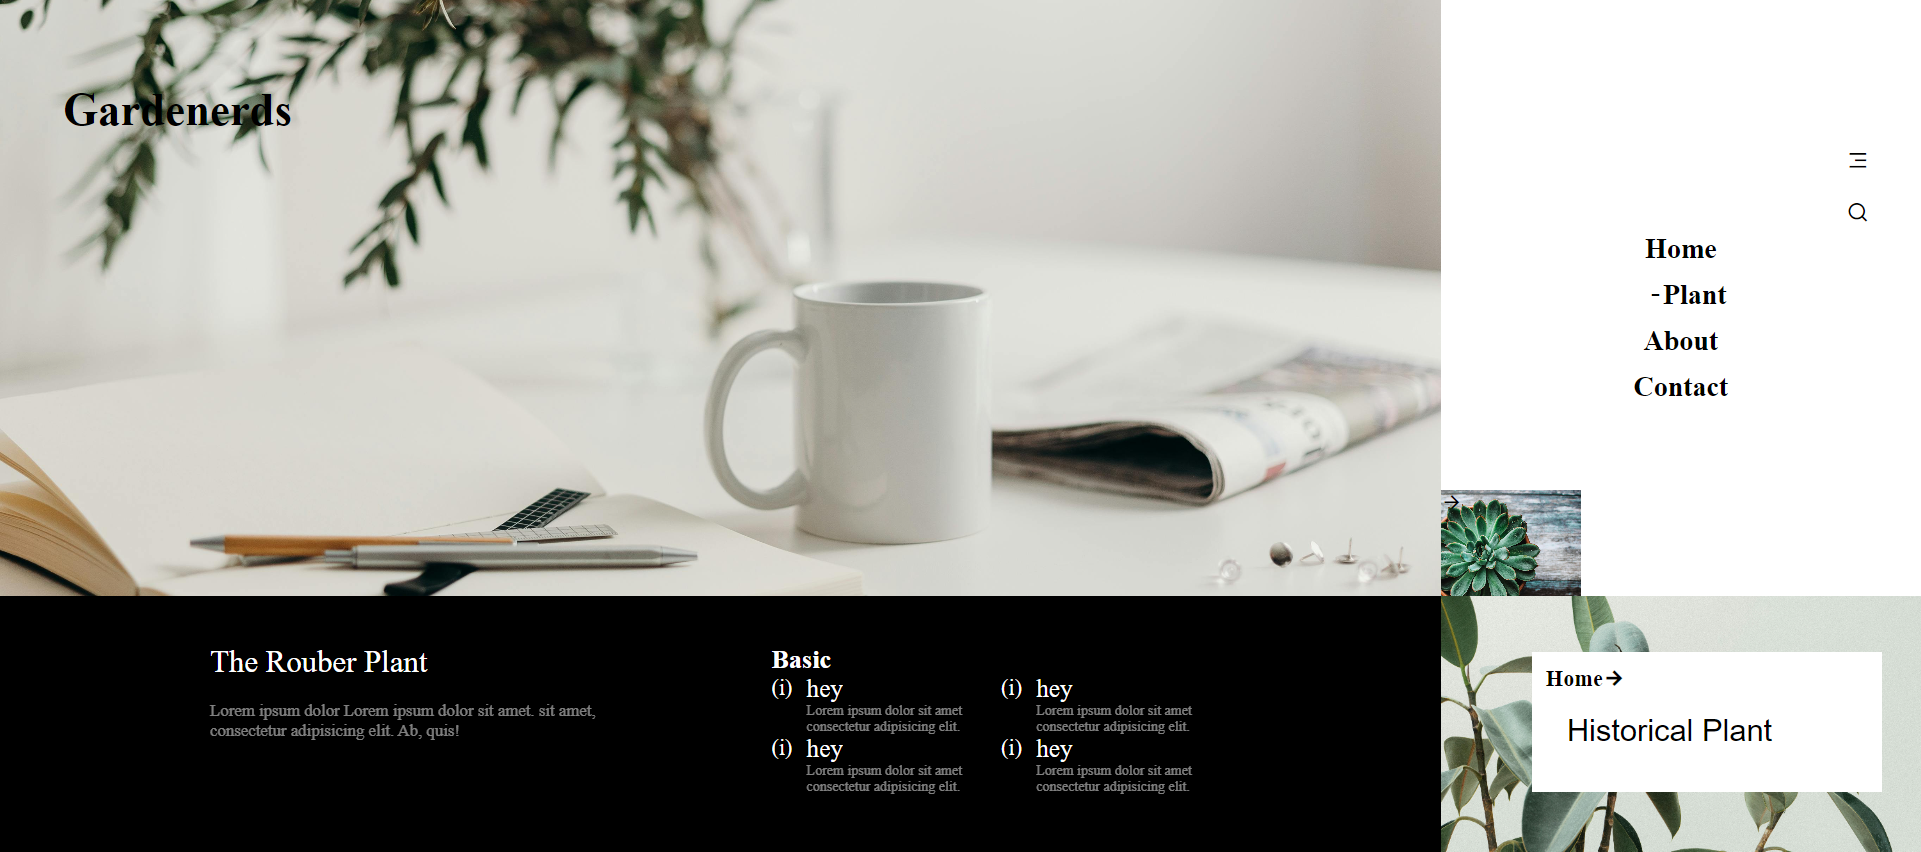 Gardenerds
Home
-Plant
About
Contact
The Rouber Plant
Lorem ipsum dolor Lorem ipsum dolor sit amet. sit amet,
consectetur adipisicing elit. Ab, quis!
Basic
(i) hey
Lorem ipsum dolor sit amet
consectetur adipisicing elit.
(i) hey
Lorem ipsum dolor sit amet
consectetur adipisicing elit.
(i) hey
Lorem ipsum dolor sit amet
consectetur adipisicing elit.
(i) hey
Lorem ipsum dolor sit amet
consectetur adipisicing elit.
Home→
Historical Plant